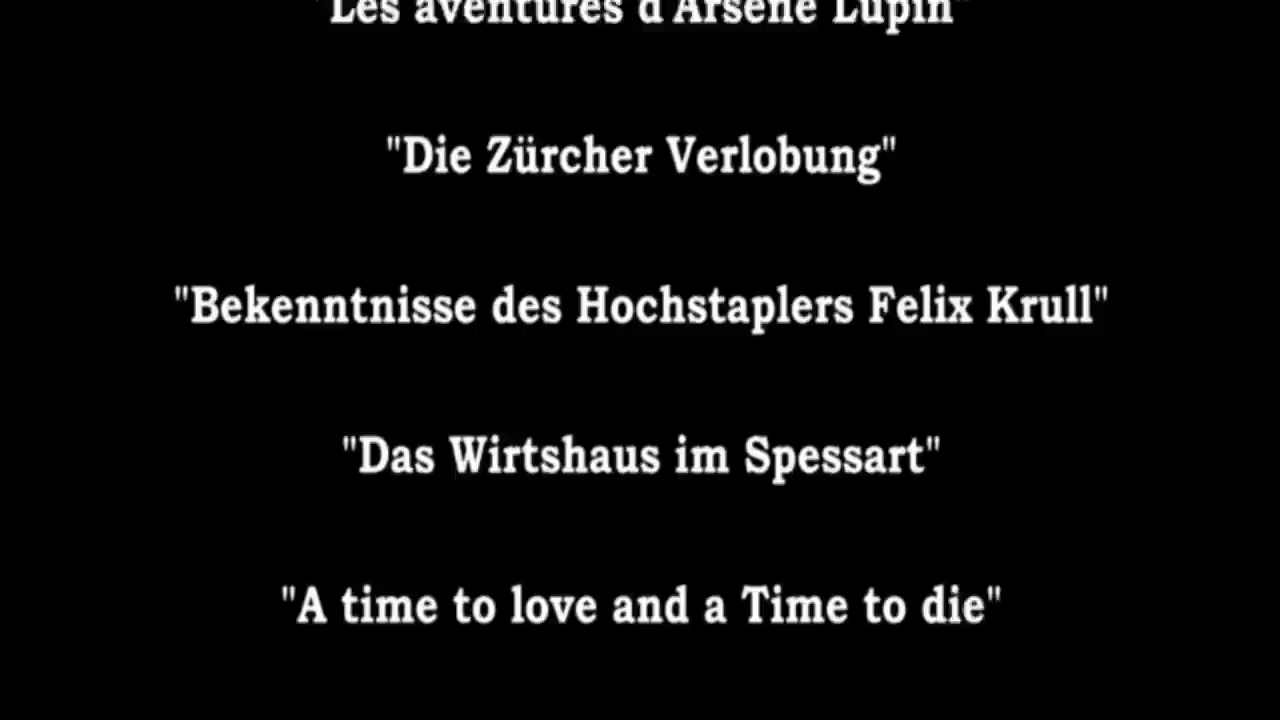 "Les aventures d'Arsène Lupin"
"Die Zürcher Verlobung"
"Bekenntnisse des Hochstaplers Felix Krull"
"Das Wirtshaus im Spessart"
"A time to love and a Time to die"